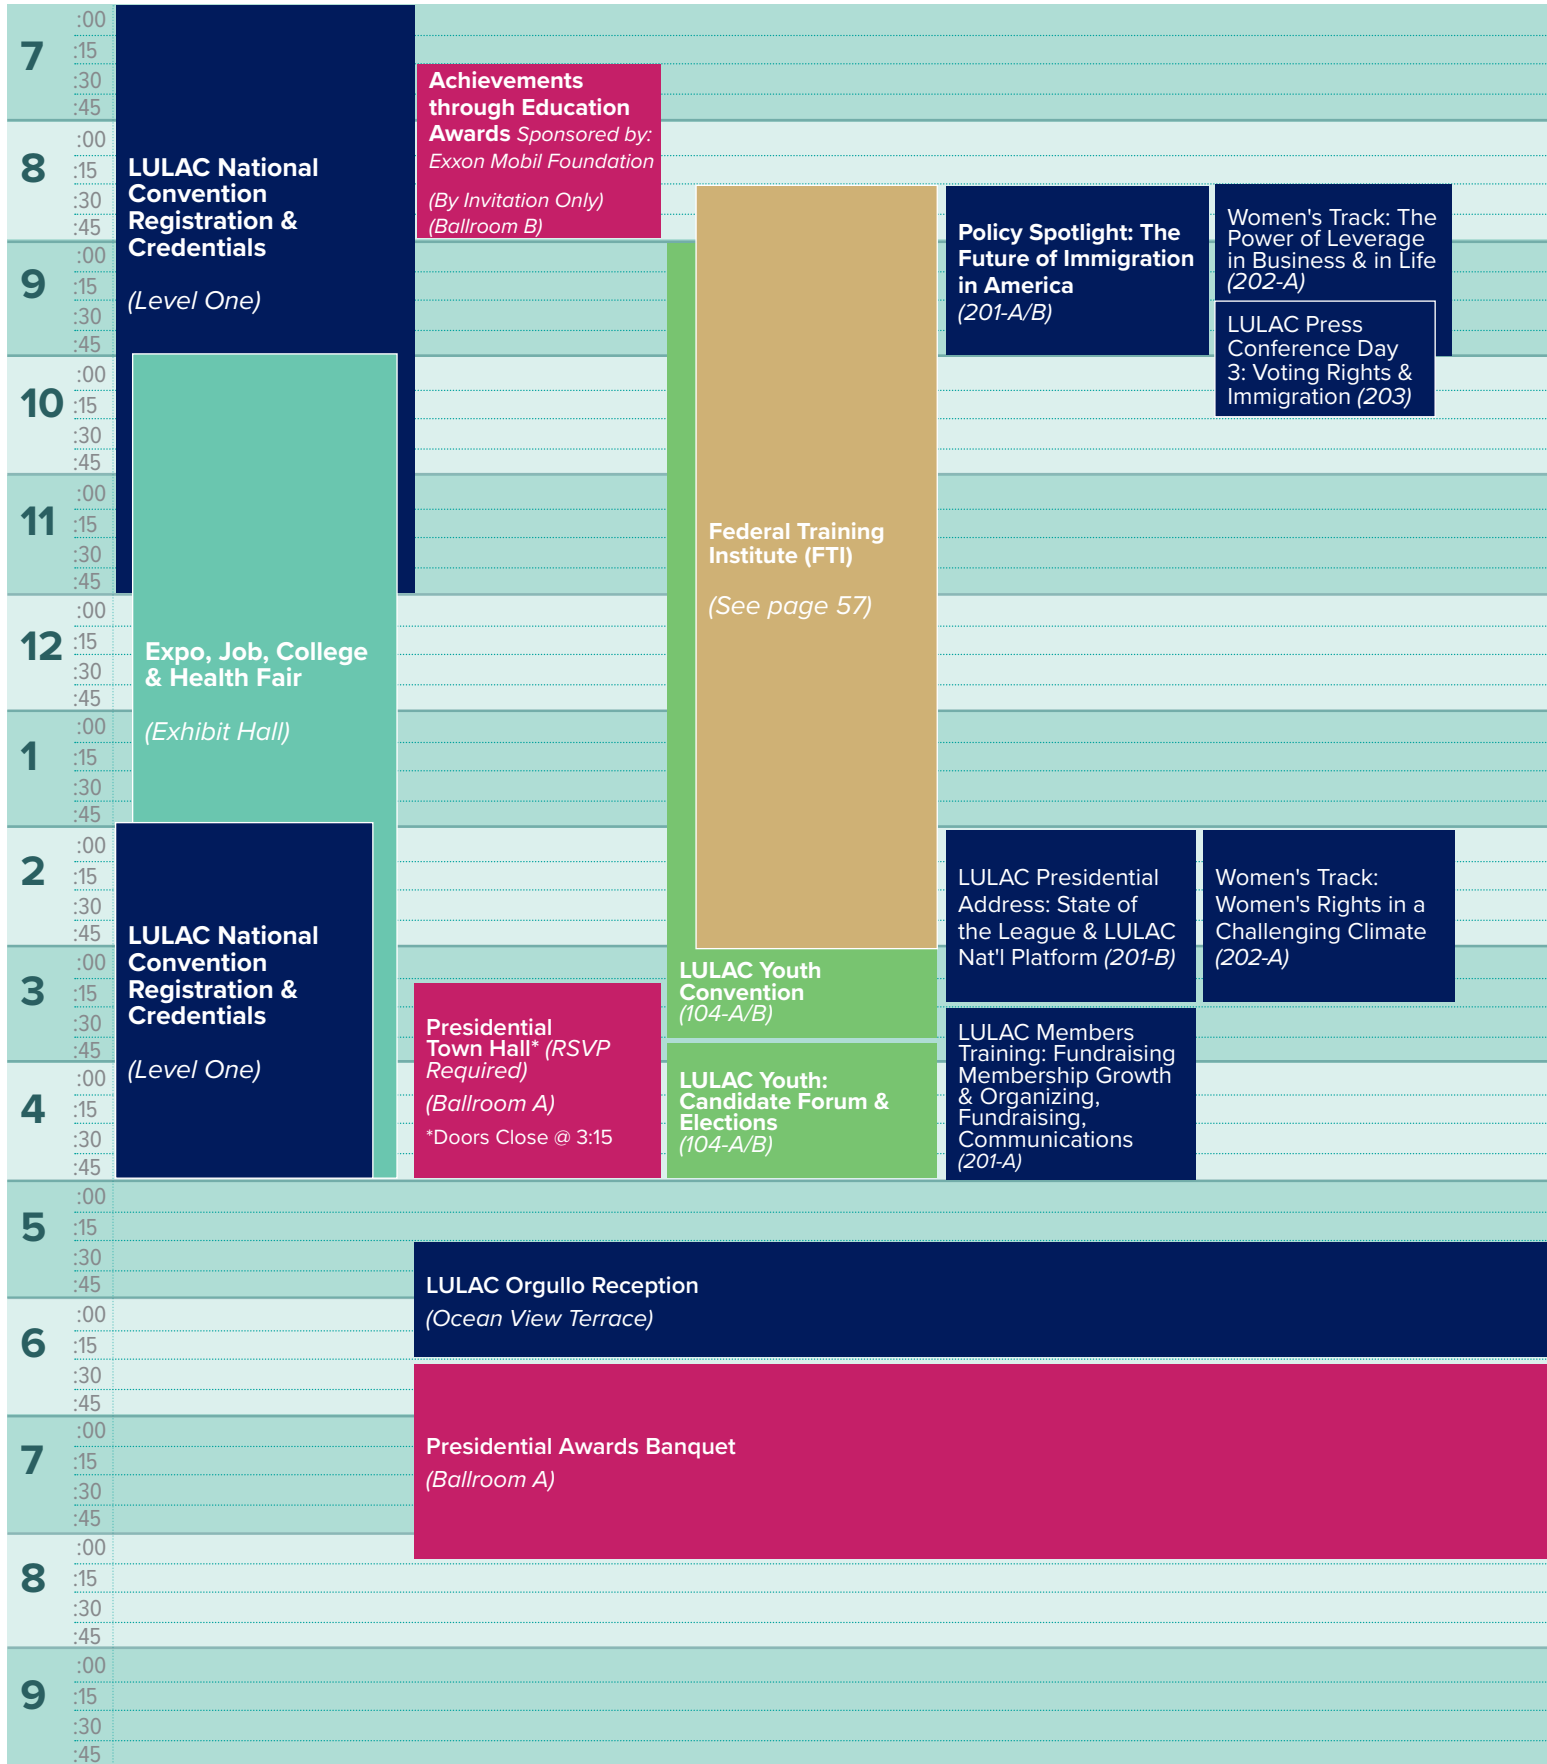 7
:00
:15
:30
:45
8
:00
:15
:30
:45
9
:00
:15
:30
:45
10
:00
:15
:30
:45
11
:00
:15
:30
:45
12
:00
:15
:30
:45
1
:00
:15
:30
:45
2
:00
:15
:30
:45
3
:00
:15
:30
:45
4
:00
:15
:30
:45
5
:00
:15
:30
:45
6
:00
:15
:30
:45
7
:00
:15
:30
:45
8
:00
:15
:30
:45
9
:00
:15
:30
:45
LULAC National
Convention
Registration &
Credentials
(Level One)
Expo, Job, College
& Health Fair
(Exhibit Hall)
LULAC National
Convention
Registration &
Credentials
(Level One)
Achievements
through Education
Awards Sponsored by:
Exxon Mobil Foundation
(By Invitation Only)
(Ballroom B)
Federal Training
Institute (FTI)
(See page 57)
Policy Spotlight: The
Future of Immigration
in America
(201-A/B)
Women's Track: The
Power of Leverage
in Business & in Life
(202-A)
LULAC Press
Conference Day
3: Voting Rights &
Immigration (203)
LULAC Presidential
Address: State of
the League & LULAC
Nat'l Platform (201-B)
Women's Track:
Women's Rights in a
Challenging Climate
(202-A)
Presidential
Town Hall* (RSVP
Required)
(Ballroom A)
*Doors Close @ 3:15
LULAC Youth
Convention
(104-A/B)
LULAC Youth:
Candidate Forum &
Elections
(104-A/B)
LULAC Members
Training: Fundraising
Membership Growth
& Organizing,
Fundraising,
Communications
(201-A)
LULAC Orgullo Reception
(Ocean View Terrace)
Presidential Awards Banquet
(Ballroom A)